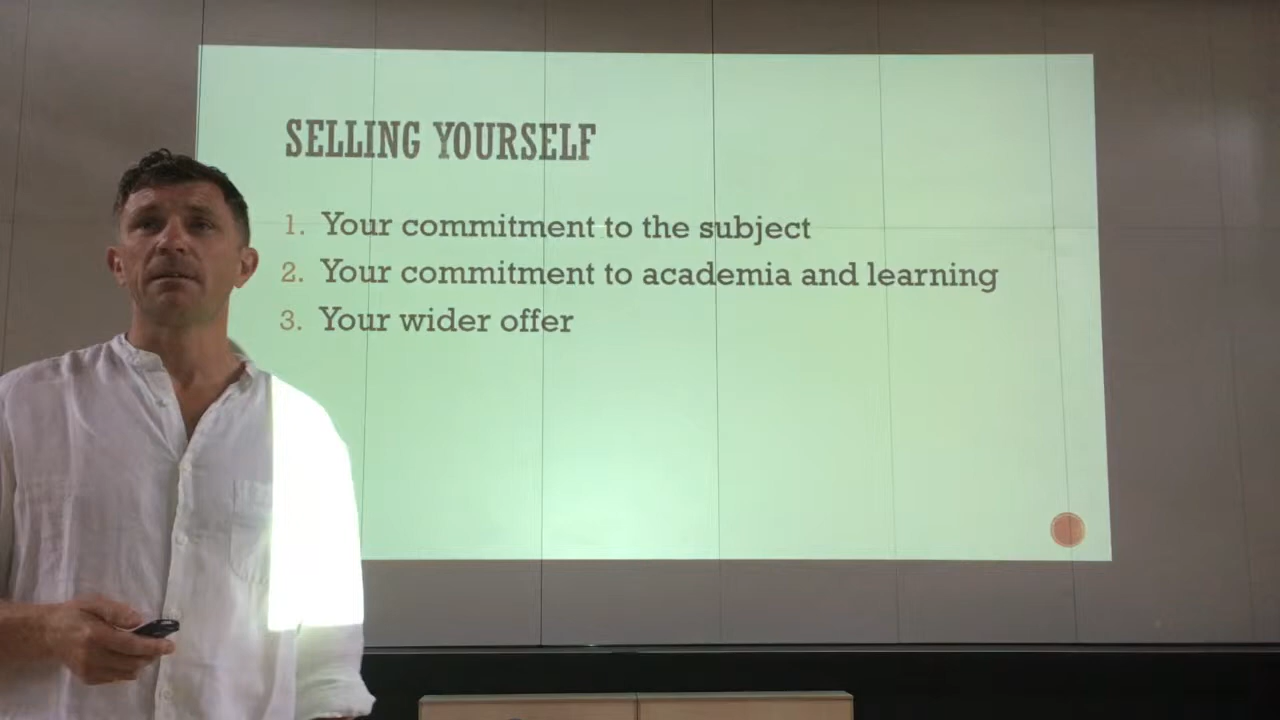 SELLING YOURSELF
1. Your commitment to the subject
2. Your commitment to academia and learning
3. Your wider offer